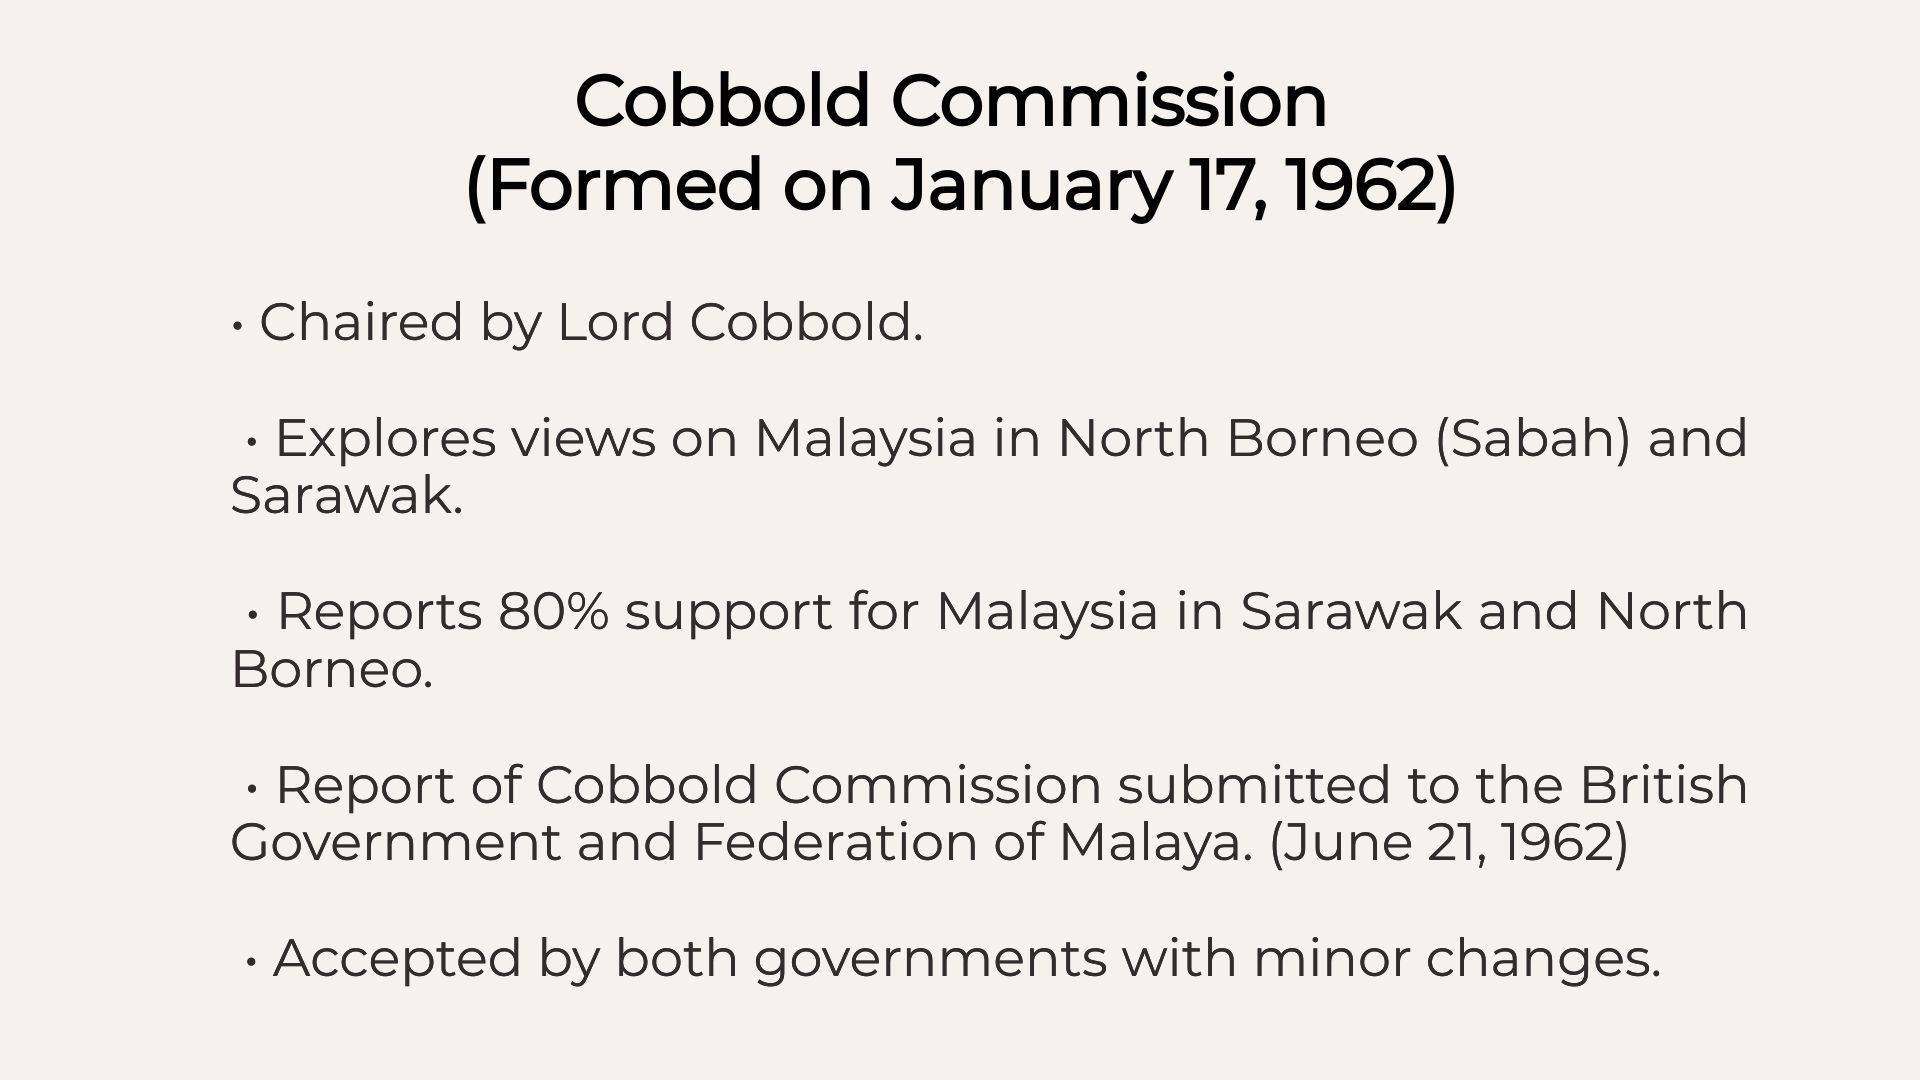 Cobbold Commission
(Formed on January 17, 1962)
• Chaired by Lord Cobbold.
• Explores views on Malaysia in North Borneo (Sabah) and
Sarawak.
• Reports 80% support for Malaysia in Sarawak and North
Borneo.
• Report of Cobbold Commission submitted to the British
Government and Federation of Malaya. (June 21, 1962)
• Accepted by both governments with minor changes.